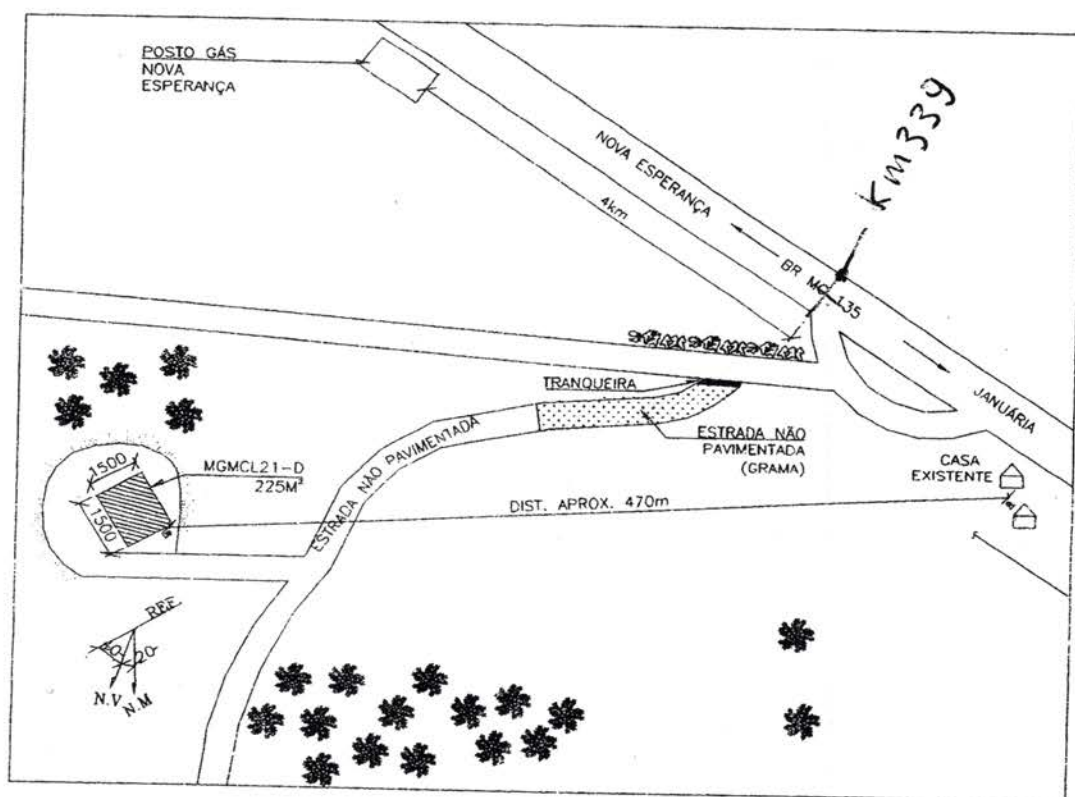 POSTO GÁS
NOVA
ESPERANÇA
Km339
NOVA ESPERANÇA
4km
BR MG 135
JANUÁRIA
TRANQUEIRA
ESTRADA NÃO
PAVIMENTADA
(GRAMA)
CASA
EXISTENTE
ESTRADA NÃO PAVIMENTADA
MGMCL21-D
225M²
1500
1500
DIST. APROX. 470m
REF.
20
N.V
N.M